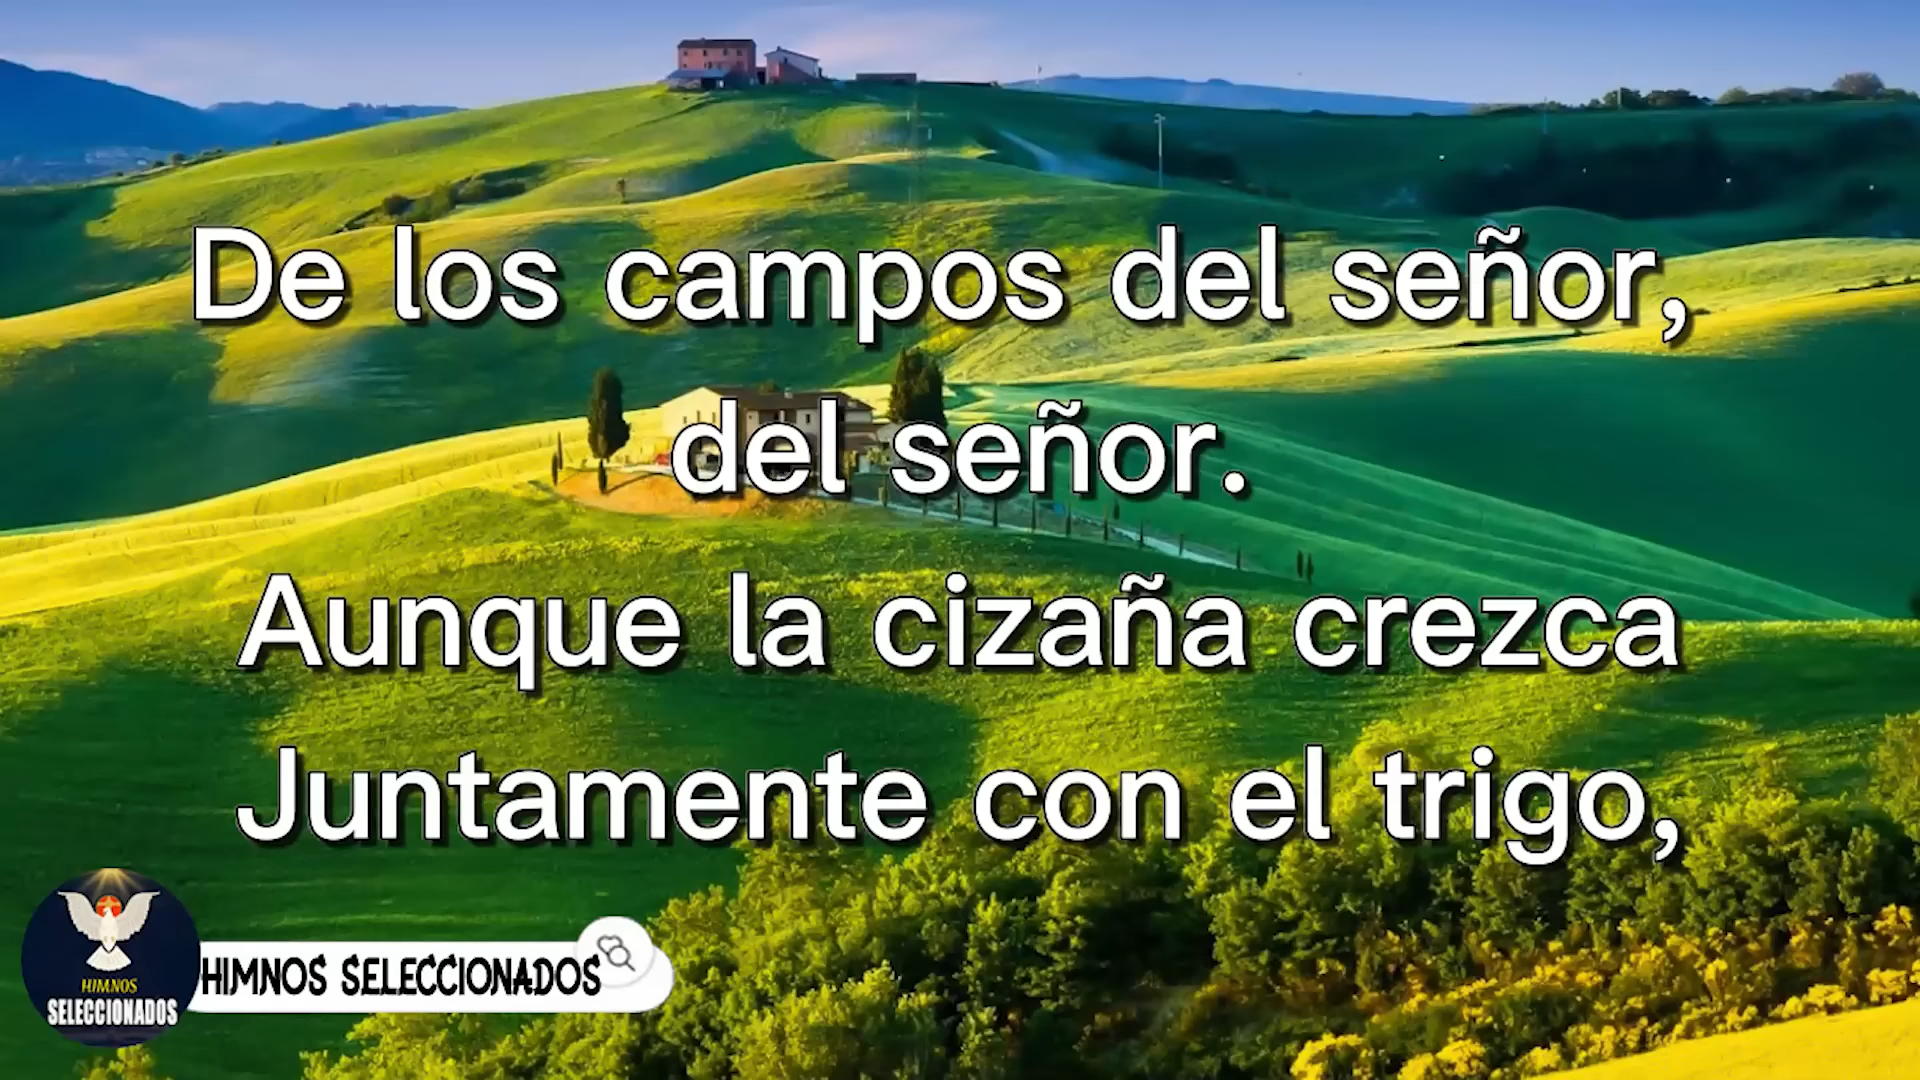 De los campos del señor,
del señor.
Aunque la cizaña crezca
Juntamente con el trigo,
HIMNOS
SELECCIONADOS
HIMNOS SELECCIONADOS